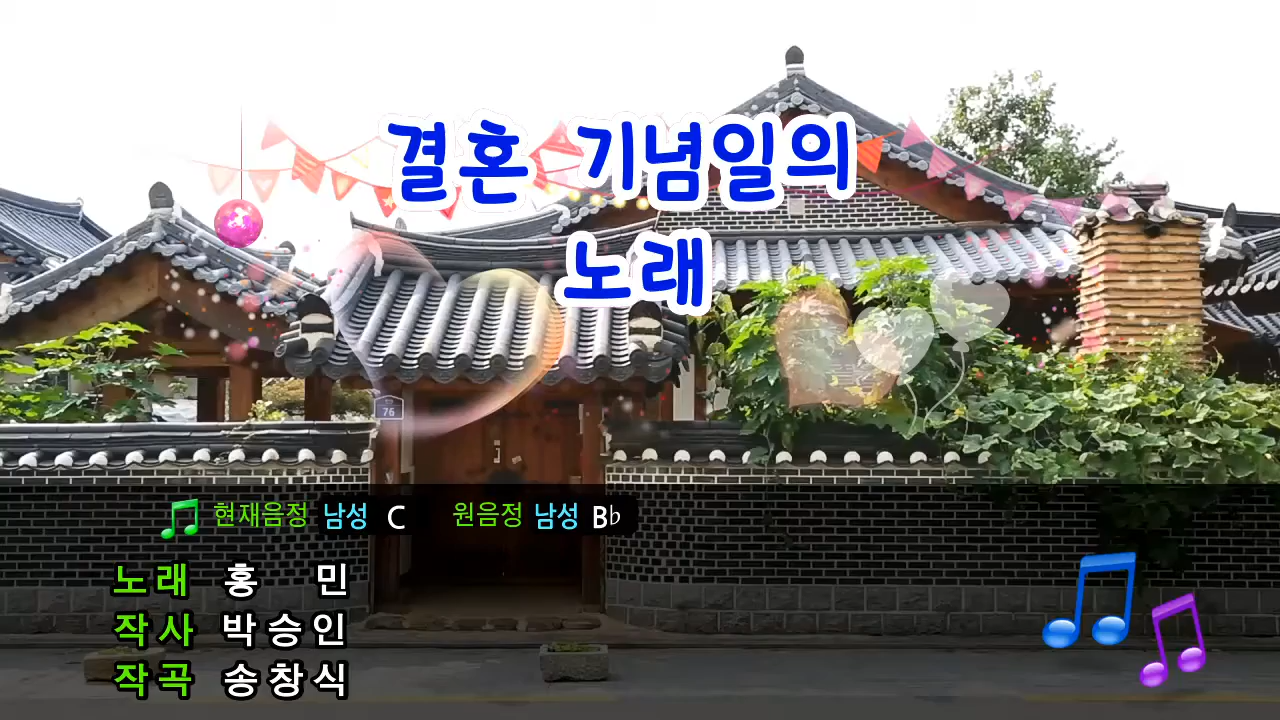 결혼 기념일의
노래
76
현재음정 남성 C 원음정 남성 B♭
노래 홍 민
작사 박승인
작곡 송창식